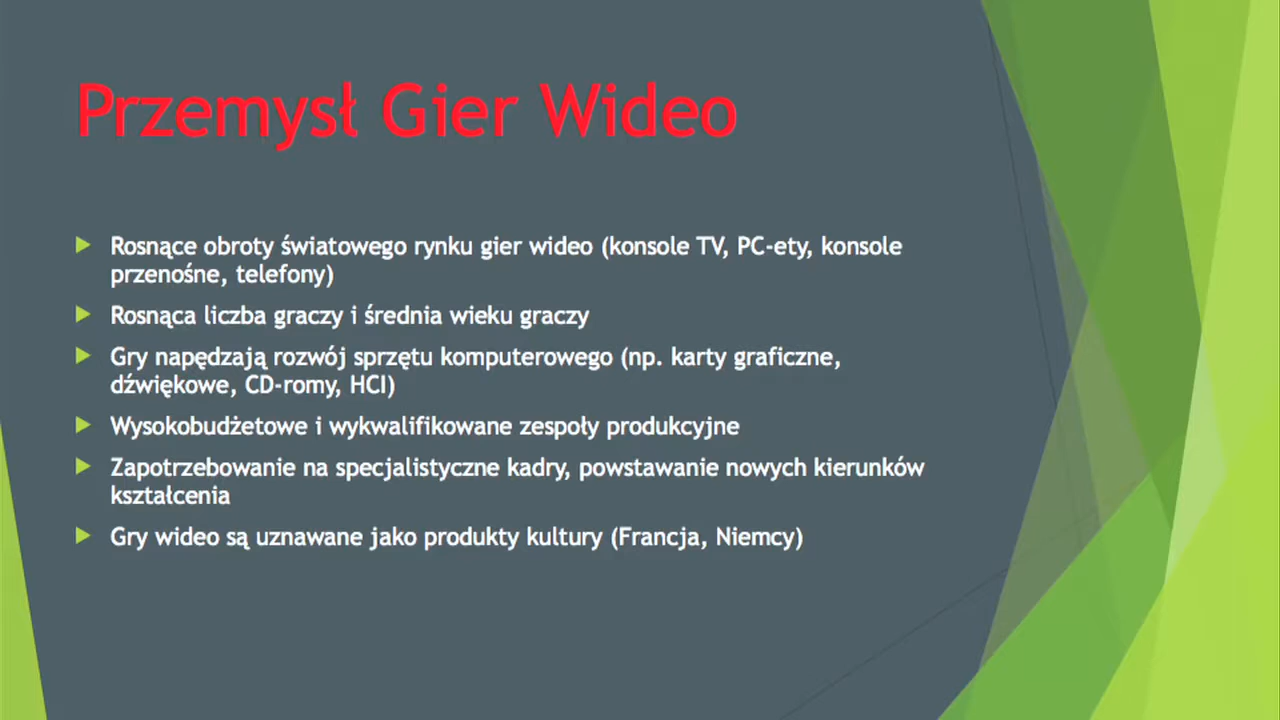 Przemysł Gier Wideo
Rosnące obroty światowego rynku gier wideo (konsole TV, PC-ety, konsole
przenośne, telefony)
Rosnąca liczba graczy i średnia wieku graczy
Gry napędzają rozwój sprzętu komputerowego (np. karty graficzne,
dźwiękowe, CD-romy, HCI)
Wysokobudżetowe i wykwalifikowane zespoły produkcyjne
Zapotrzebowanie na specjalistyczne kadry, powstawanie nowych kierunków
kształcenia
Gry wideo są uznawane jako produkty kultury (Francja, Niemcy)